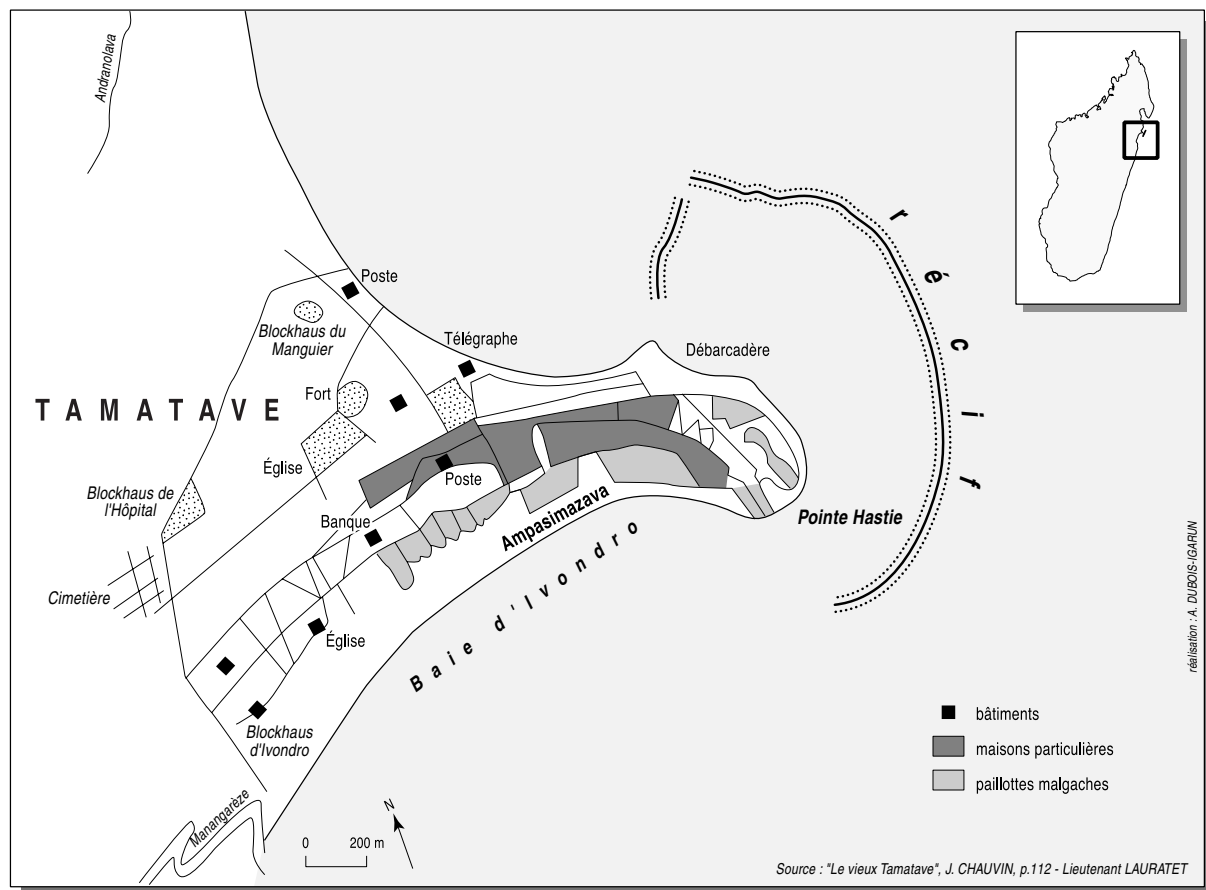 Andranolava
Poste
Blockhaus du
Manguier
Télégraphe
Débarcadère
récif
Fort
TAMATAVE
Église
Poste
Blockhaus de
l'Hôpital
Banque
Ampasimazava
Pointe Hastie
Baie d'Ivondro
Cimetière
Église
Blockhaus
d'Ivondro
Manangarèze
N
0 200 m
bâtiments
maisons particulières
paillottes malgaches
réalisation : A. DUBOIS-IGARUN
Source : "Le vieux Tamatave", J. CHAUVIN, p.112 - Lieutenant LAURATET